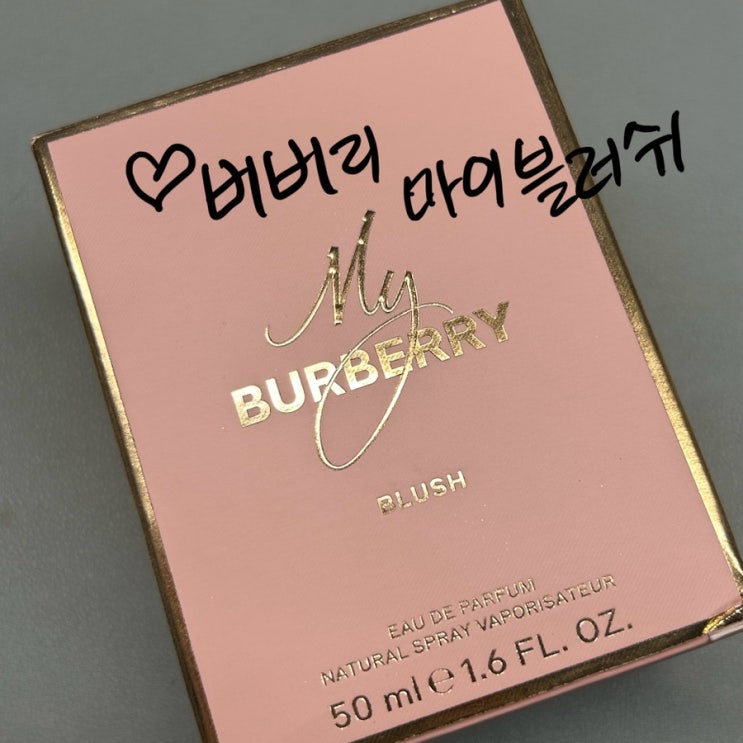 ♡버버리 마이블러쉬
My
BURBERRY
BLUSH
EAU DE PARFUM
NATURAL SPRAY VAPORISATEUR
50 ml ℮ 1.6 FL. OZ.